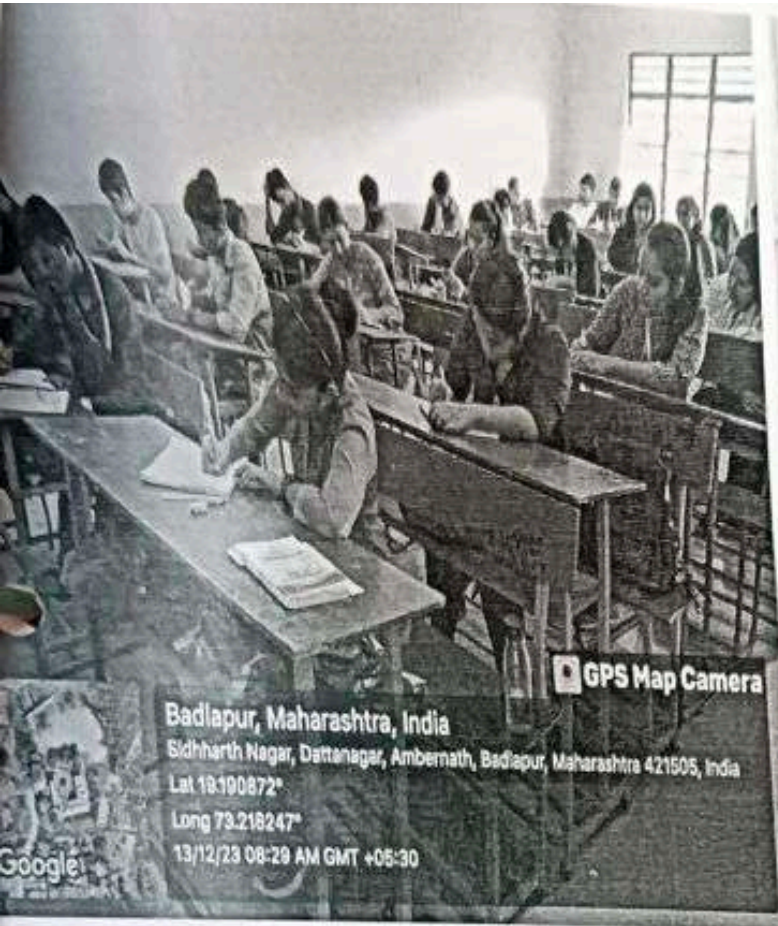 GPS Map Camera
Badlapur, Maharashtra, India
Sidhharth Nagar, Dattanagar, Ambernath, Badlapur, Maharashtra 421505, India
Lat 19.190872°
Long 73.218247°
13/12/23 08:29 AM GMT +05:30
Google